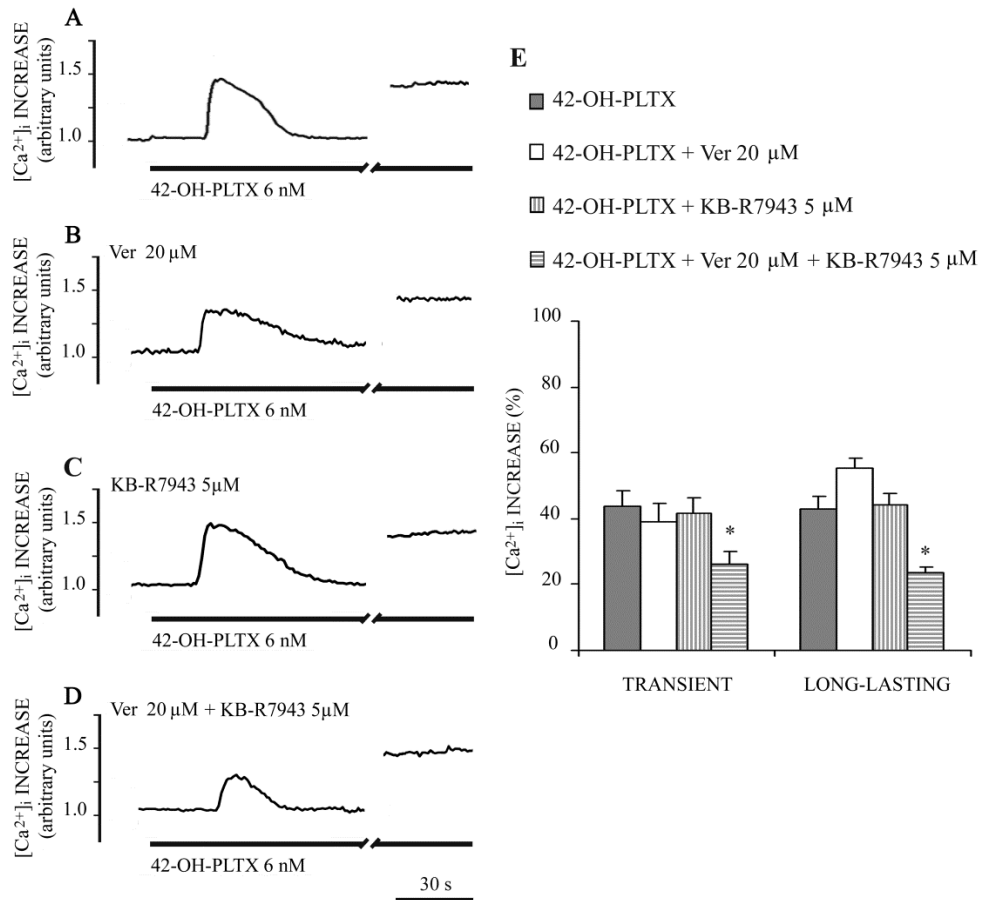 A
[Ca²⁺]ᵢ INCREASE
(arbitrary units)
1.5
1.0
42-OH-PLTX 6 nM
B
Ver 20 µM
[Ca²⁺]ᵢ INCREASE
(arbitrary units)
1.5
1.0
42-OH-PLTX 6 nM
C
KB-R7943 5µM
[Ca²⁺]ᵢ INCREASE
(arbitrary units)
1.5
1.0
42-OH-PLTX 6 nM
D
Ver 20 µM + KB-R7943 5µM
[Ca²⁺]ᵢ INCREASE
(arbitrary units)
1.5
1.0
42-OH-PLTX 6 nM
30 s
E
42-OH-PLTX
42-OH-PLTX + Ver 20 µM
42-OH-PLTX + KB-R7943 5 µM
42-OH-PLTX + Ver 20 µM + KB-R7943 5 µM
[Ca²⁺]ᵢ INCREASE (%)
100
80
60
40
20
0
*
*
TRANSIENT
LONG-LASTING